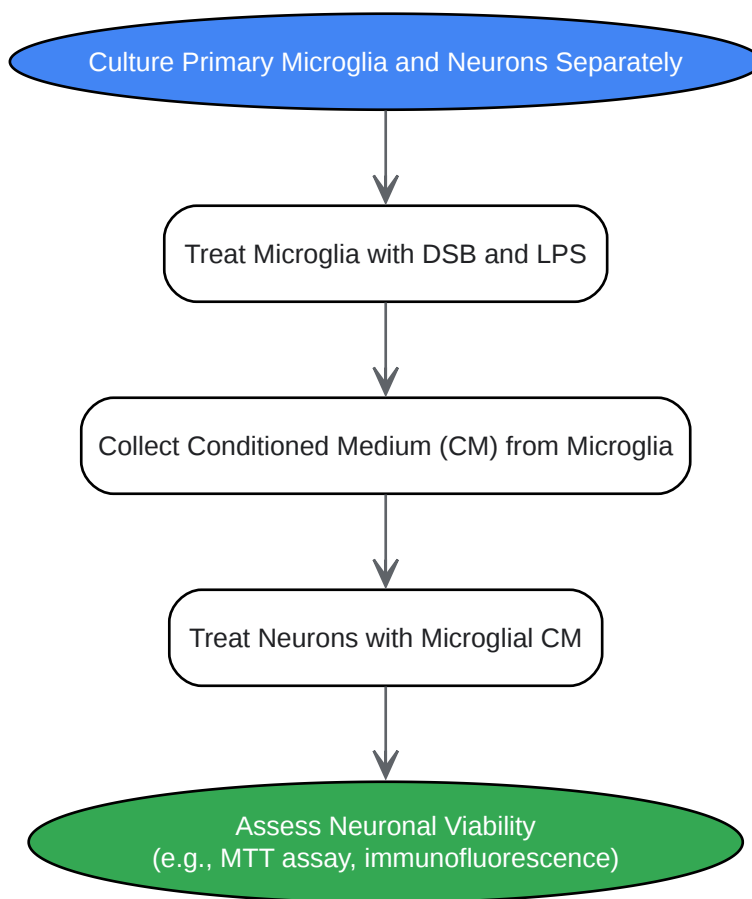 Culture Primary Microglia and Neurons Separately
Treat Microglia with DSB and LPS
Collect Conditioned Medium (CM) from Microglia
Treat Neurons with Microglial CM
Assess Neuronal Viability
(e.g., MTT assay, immunofluorescence)